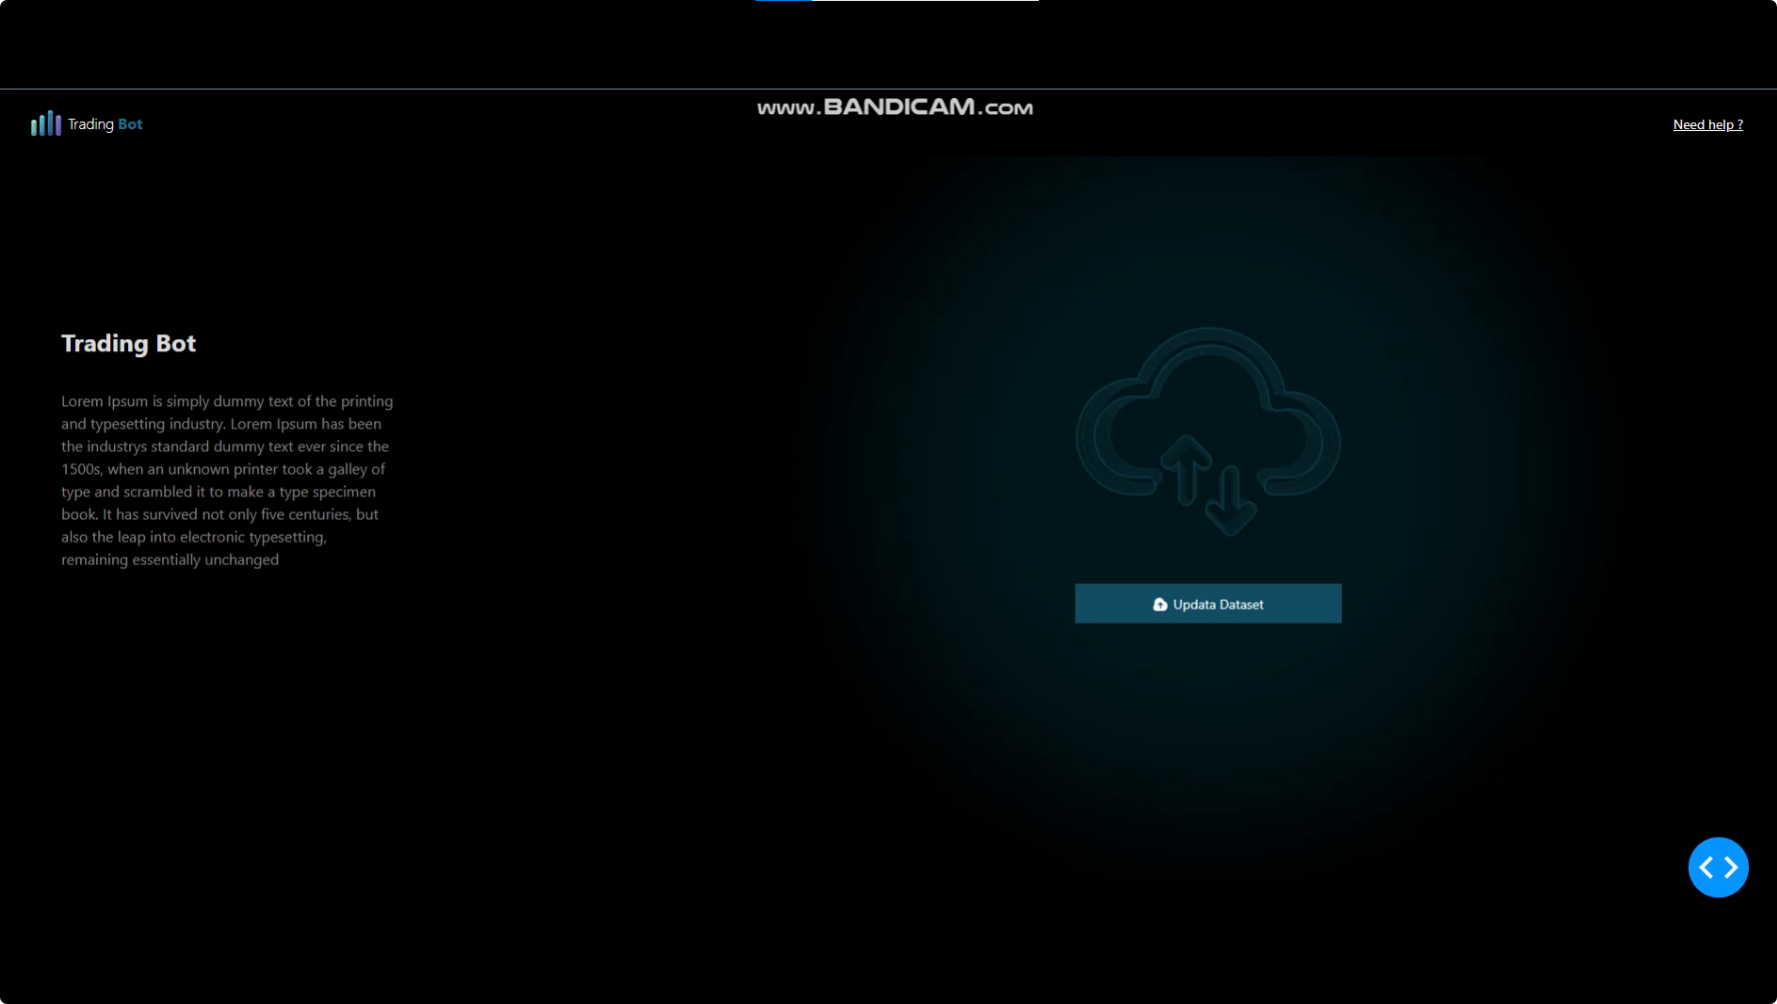 www.BANDICAM.com
Trading Bot
Need help ?
Trading Bot
Lorem Ipsum is simply dummy text of the printing
and typesetting industry. Lorem Ipsum has been
the industrys standard dummy text ever since the
1500s, when an unknown printer took a galley of
type and scrambled it to make a type specimen
book. It has survived not only five centuries, but
also the leap into electronic typesetting,
remaining essentially unchanged
Updata Dataset